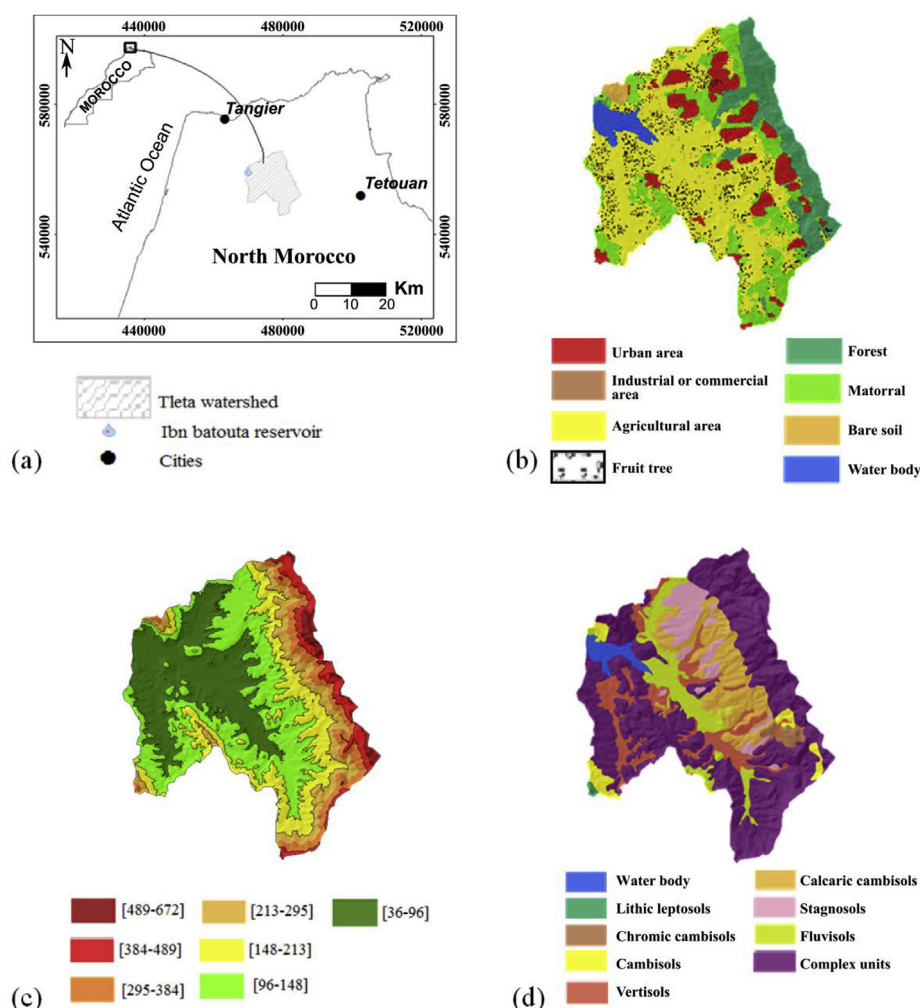 440000 480000 520000
N
MOROCCO
580000
580000
Tangier
Atlantic Ocean
Tetouan
540000
540000
North Morocco
Km
0 10 20
440000 480000 520000
Tleta watershed
Ibn batouta reservoir
Cities
(a)
Urban area
Industrial or commercial
area
Agricultural area
Fruit tree
Forest
Matorral
Bare soil
Water body
(b)
[489-672]
[384-489]
[295-384]
[213-295]
[148-213]
[96-148]
[36-96]
(c)
Water body
Lithic leptosols
Chromic cambisols
Cambisols
Vertisols
Calcaric cambisols
Stagnosols
Fluvisols
Complex units
(d)